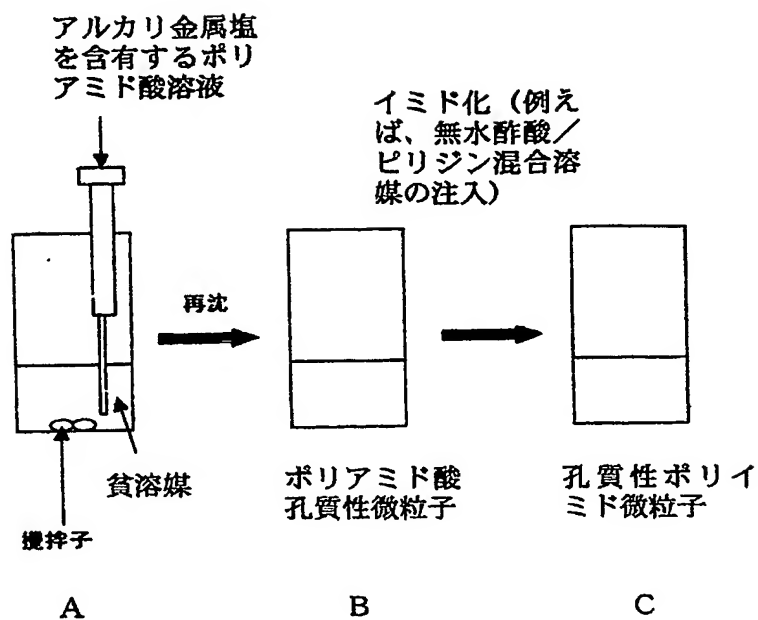 アルカリ金属塩
を含有するポリ
アミド酸溶液
イミド化（例え
ば、無水酢酸／
ピリジン混合溶
媒の注入）
再沈
貧溶媒
攪拌子
ポリアミド酸
孔質性微粒子
孔質性ポリイ
ミド微粒子
A
B
C